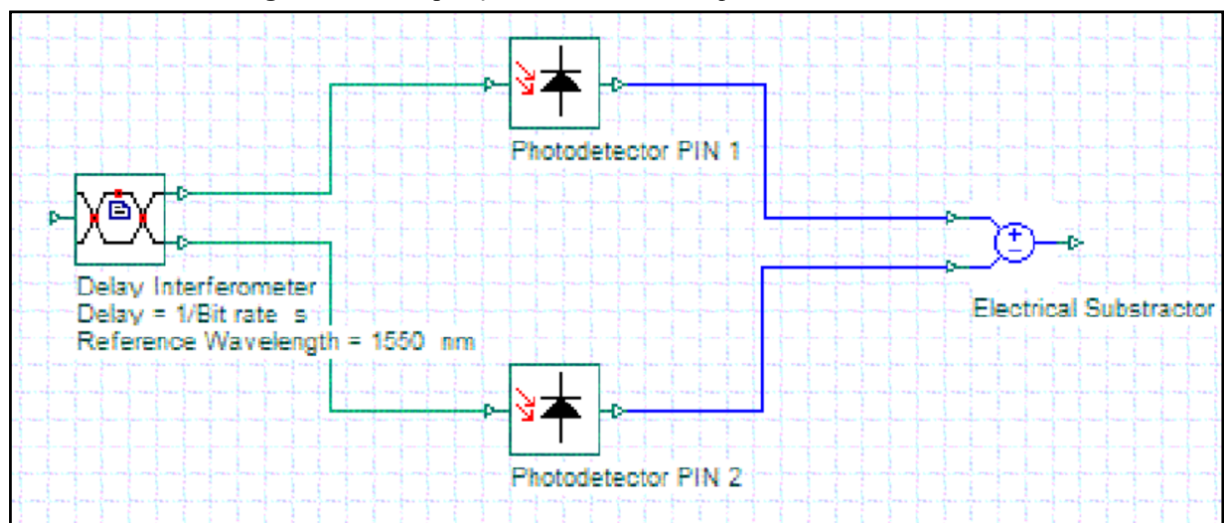 Photodetector PIN 1
Delay Interferometer
Delay = 1/Bit rate s
Reference Wavelength = 1550 nm
+
−
Electrical Substractor
Photodetector PIN 2